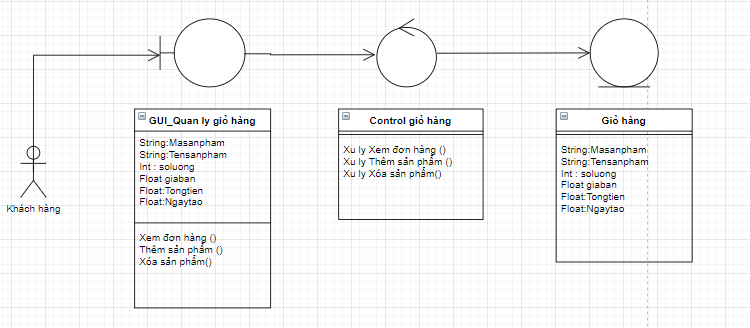 Khách hàng
GUI_Quan ly giỏ hàng
String:Masanpham
String:Tensanpham
Int : soluong
Float giaban
Float:Tongtien
Float:Ngaytao
Xem đơn hàng ()
Thêm sản phẩm ()
Xóa sản phẩm()
Control giỏ hàng
Xu ly Xem đơn hàng ()
Xu ly Thêm sản phẩm ()
Xu ly Xóa sản phẩm()
Giỏ hàng
String:Masanpham
String:Tensanpham
Int : soluong
Float giaban
Float:Tongtien
Float:Ngaytao